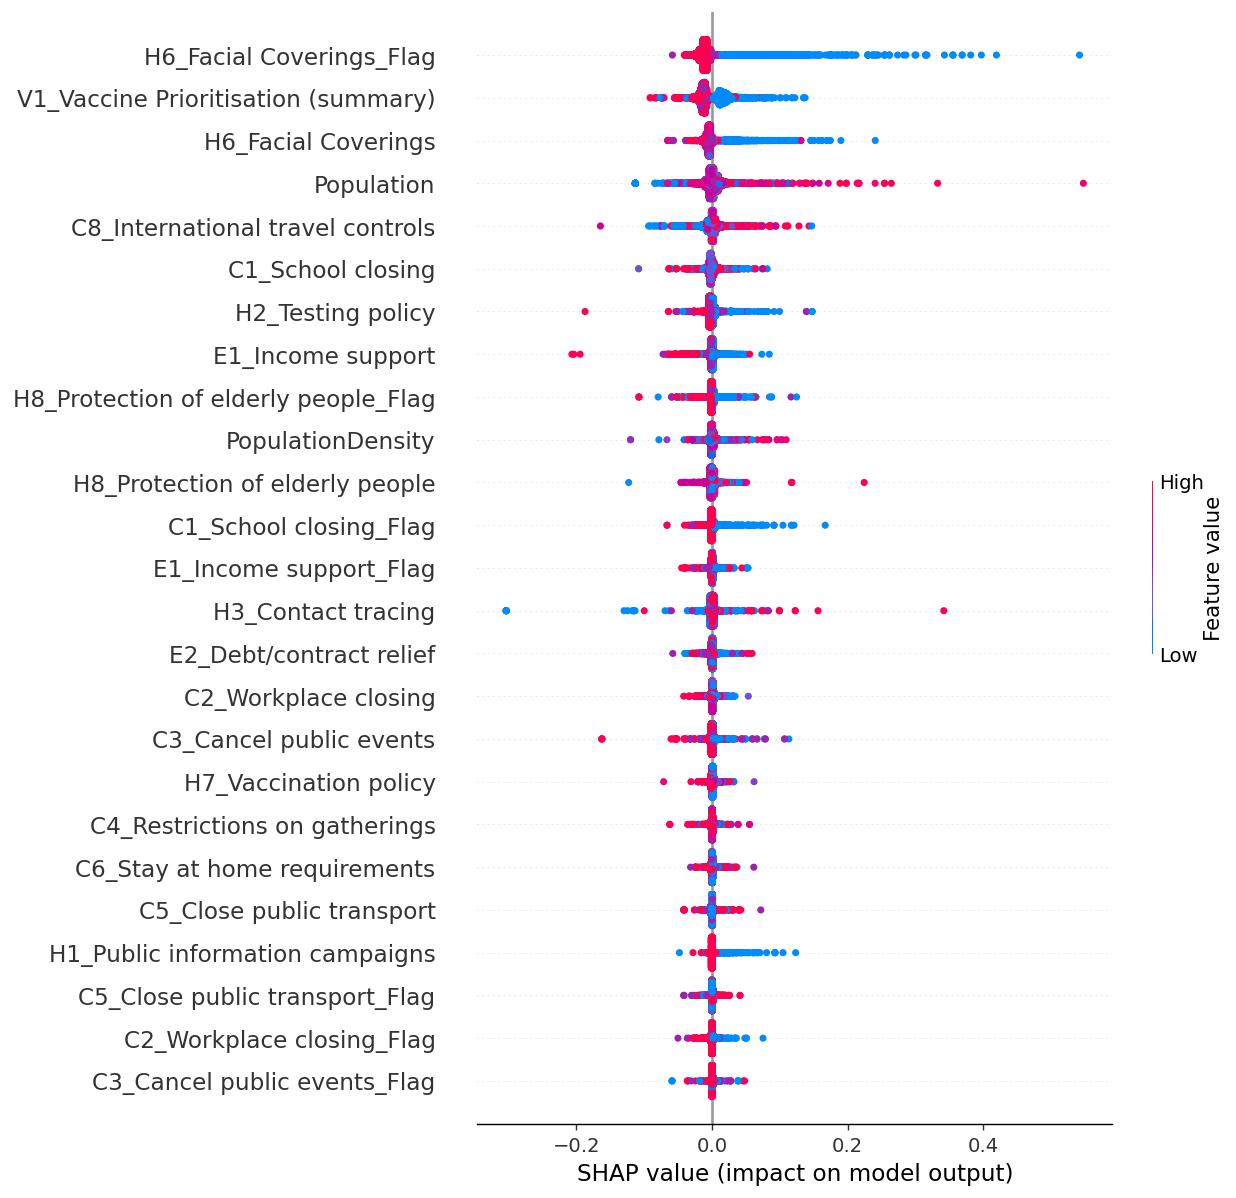 H6_Facial Coverings_Flag
V1_Vaccine Prioritisation (summary)
H6_Facial Coverings
Population
C8_International travel controls
C1_School closing
H2_Testing policy
E1_Income support
H8_Protection of elderly people_Flag
PopulationDensity
H8_Protection of elderly people
C1_School closing_Flag
E1_Income support_Flag
H3_Contact tracing
E2_Debt/contract relief
C2_Workplace closing
C3_Cancel public events
H7_Vaccination policy
C4_Restrictions on gatherings
C6_Stay at home requirements
C5_Close public transport
H1_Public information campaigns
C5_Close public transport_Flag
C2_Workplace closing_Flag
C3_Cancel public events_Flag
−0.2 0.0 0.2 0.4
SHAP value (impact on model output)
High
Feature value
Low